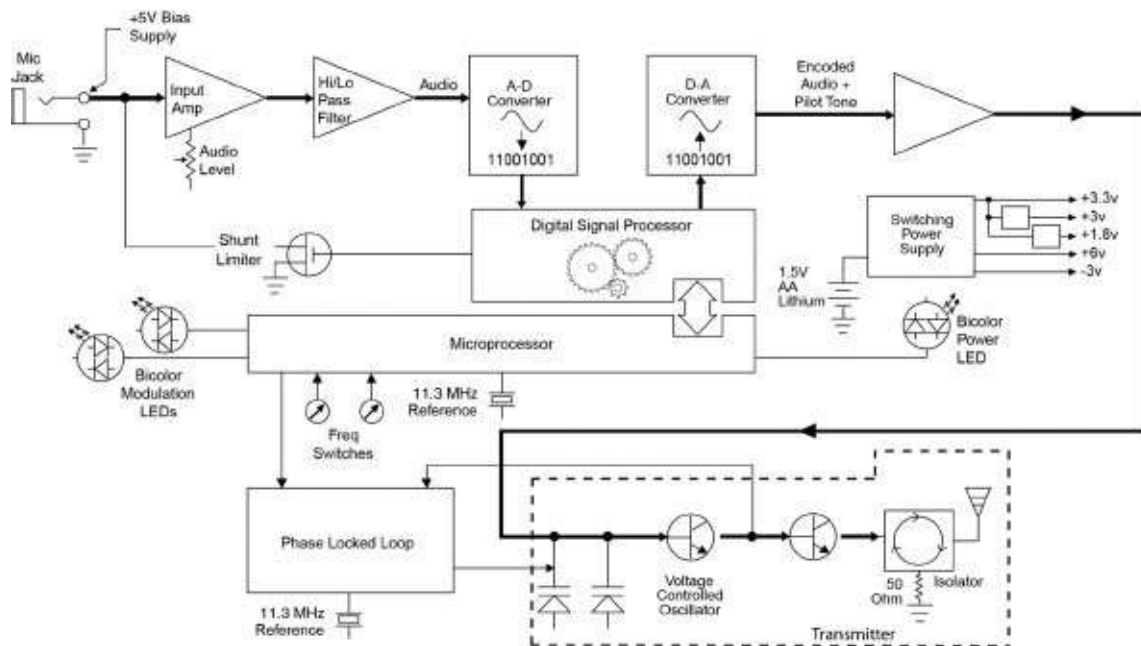 +5V Bias
Supply
Mic
Jack
Input
Amp
Audio
Level
Hi/Lo
Pass
Filter
Audio
A-D
Converter
11001001
D-A
Converter
11001001
Encoded
Audio +
Pilot Tone
Digital Signal Processor
Shunt
Limiter
Switching
Power
Supply
+3.3v
+3v
+1.8v
+6v
-3v
1.5V
AA
Lithium
Bicolor
Power
LED
Microprocessor
Bicolor
Modulation
LEDs
11.3 MHz
Reference
Freq
Switches
Phase Locked Loop
11.3 MHz
Reference
Voltage
Controlled
Oscillator
50
Ohm
Isolator
Transmitter